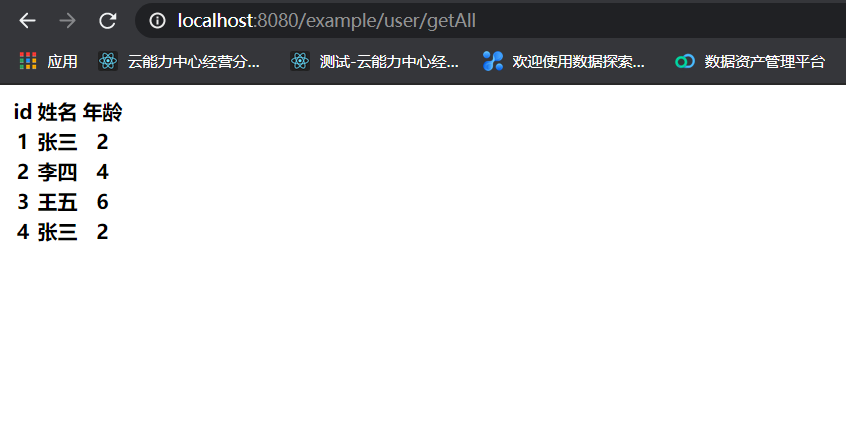 localhost:8080/example/user/getAll
应用 云能力中心经营分... 测试-云能力中心经... 欢迎使用数据探索... 数据资产管理平台
id 姓名 年龄
1 张三 2
2 李四 4
3 王五 6
4 张三 2